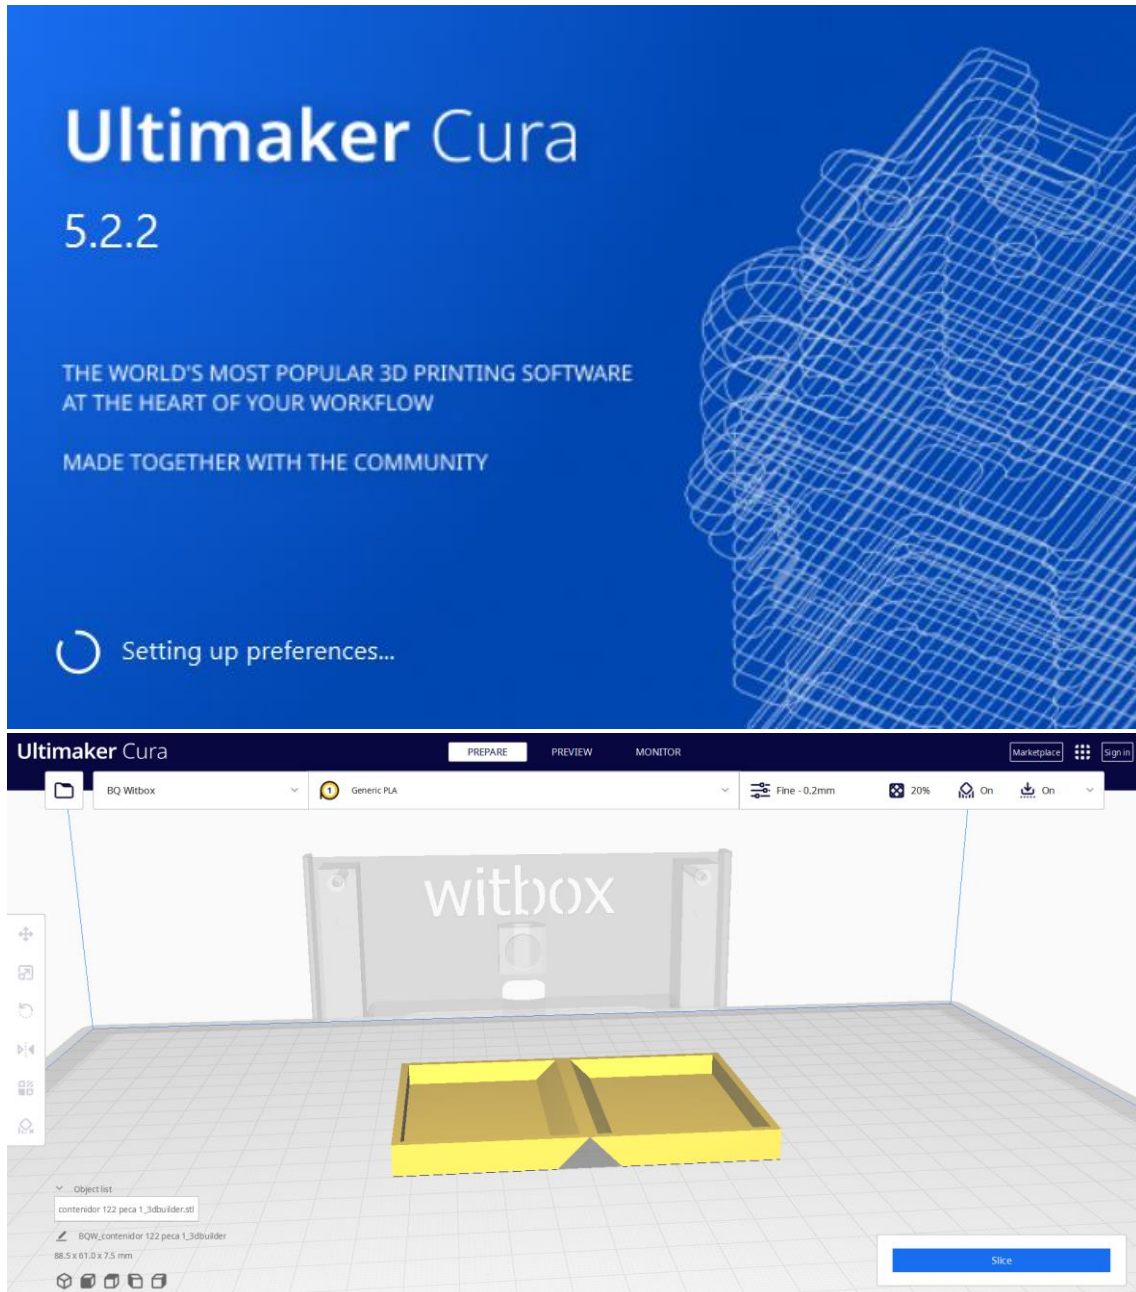 Ultimaker Cura
5.2.2
THE WORLD'S MOST POPULAR 3D PRINTING SOFTWARE
AT THE HEART OF YOUR WORKFLOW
MADE TOGETHER WITH THE COMMUNITY
Setting up preferences...
Ultimaker Cura
PREPARE PREVIEW MONITOR
Marketplace Sign in
BQ Witbox
1 Generic PLA
Fine - 0.2mm 20% On On
witbox
Object list
contenidor 122 peca 1_3dbuilder.stl
BQW_contenidor 122 peca 1_3dbuilder
88.5 x 61.0 x 7.5 mm
Slice